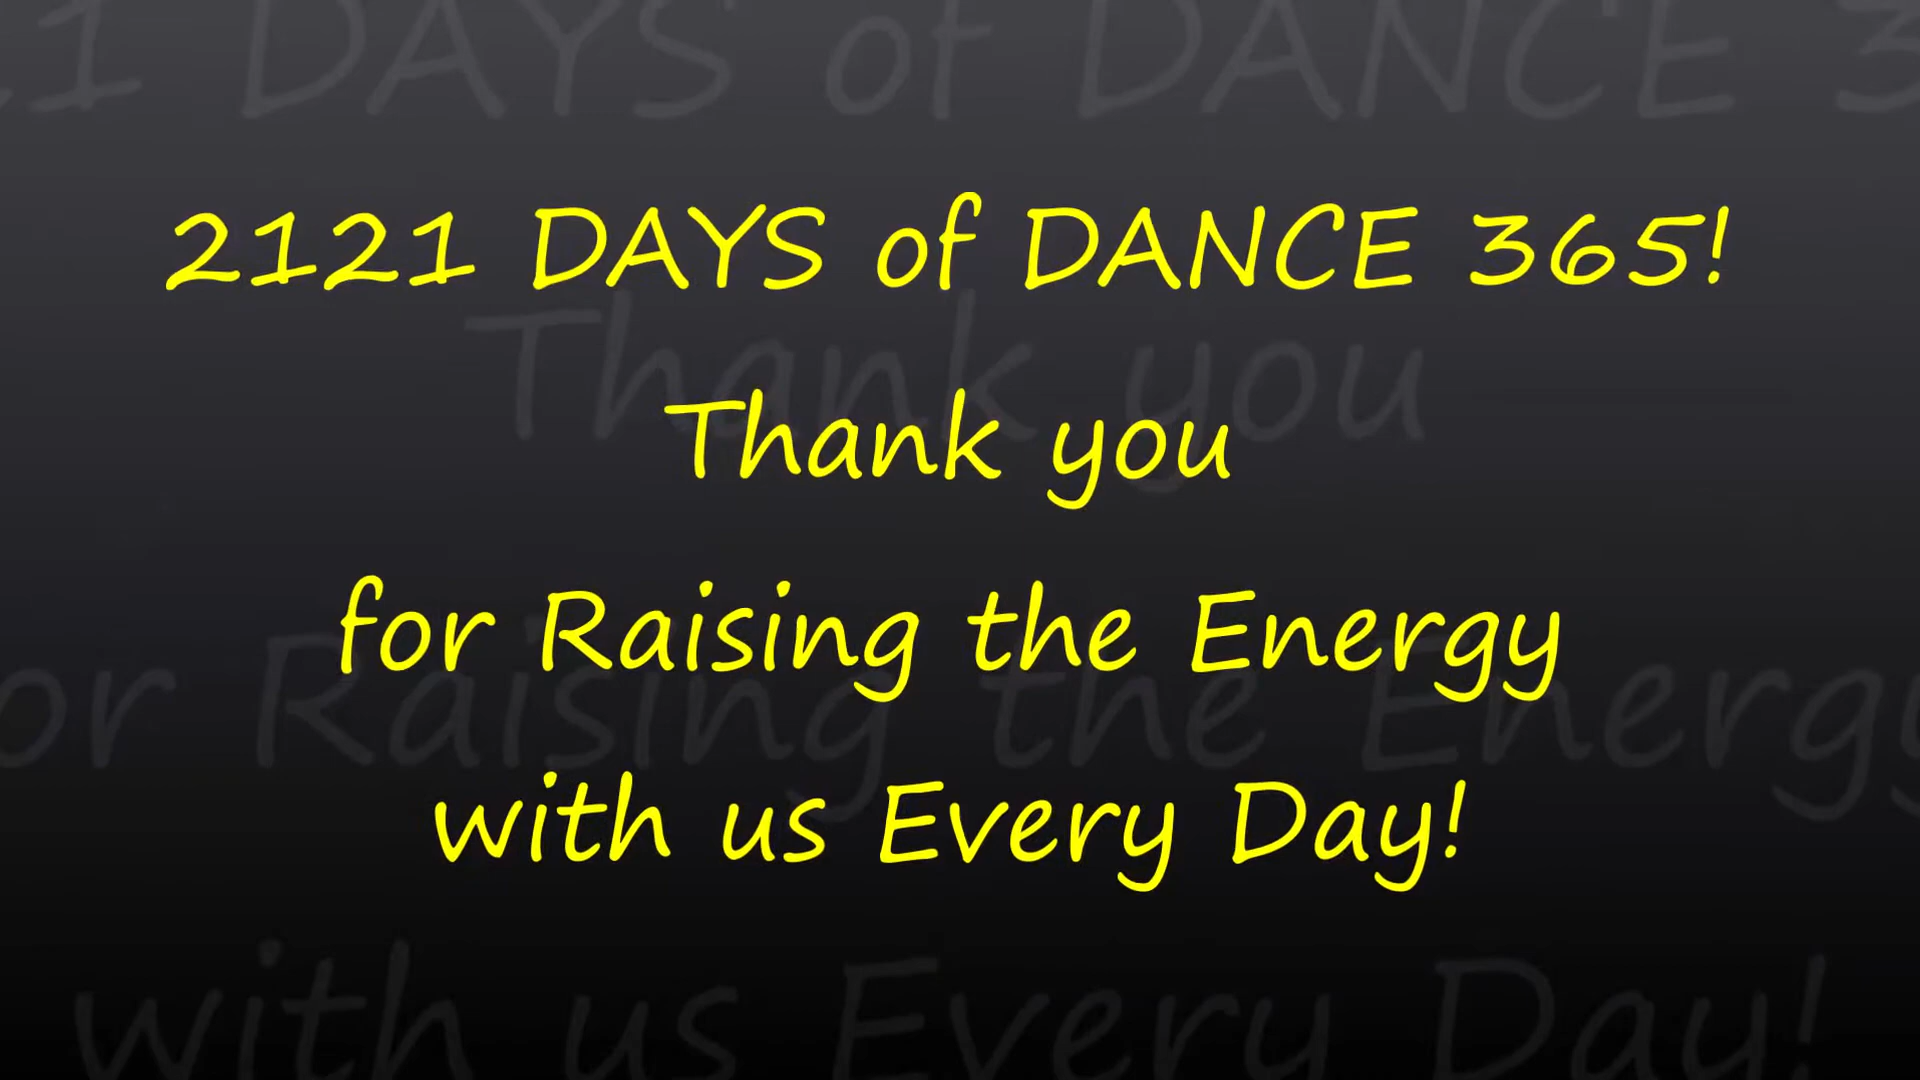 2121 DAYS of DANCE 365!
Thank you
for Raising the Energy
with us Every Day!